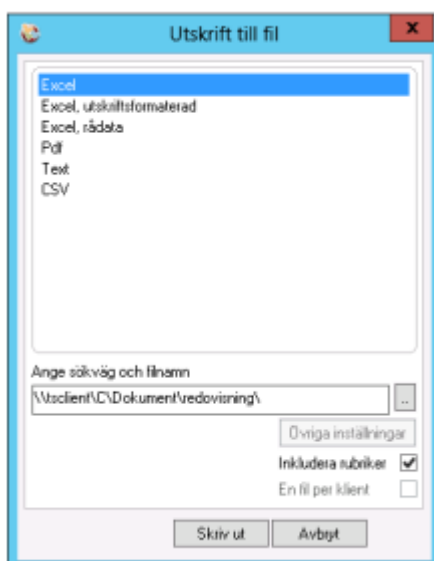 Utskrift till fil
Excel
Excel, utskriftsformaterad
Excel, rådata
Pdf
Text
CSV
Ange sökväg och filnamn
\\tsclient\C\Dokument\redovisning\
..
Övriga inställningar
Inkludera rubriker
En fil per klient
Skriv ut
Avbryt